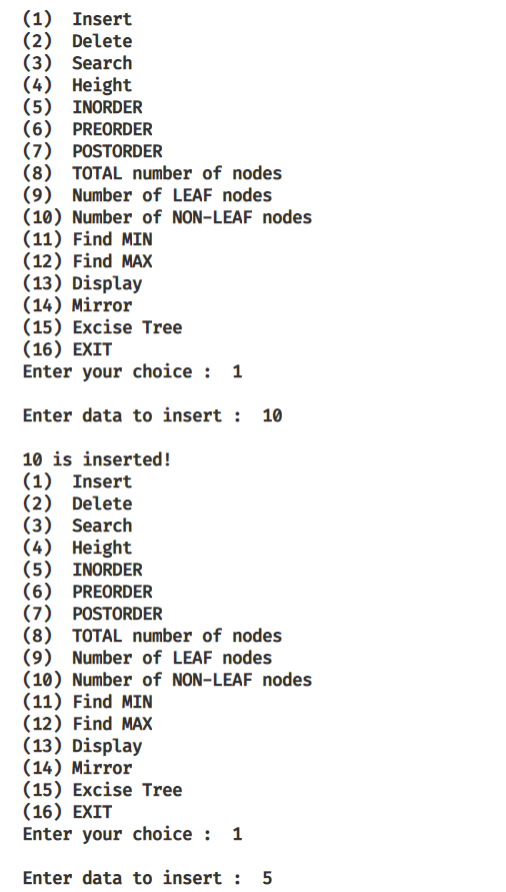 (1)  Insert
(2)  Delete
(3)  Search
(4)  Height
(5)  INORDER
(6)  PREORDER
(7)  POSTORDER
(8)  TOTAL number of nodes
(9)  Number of LEAF nodes
(10) Number of NON-LEAF nodes
(11) Find MIN
(12) Find MAX
(13) Display
(14) Mirror
(15) Excise Tree
(16) EXIT
Enter your choice :  1
Enter data to insert :  10
10 is inserted!
(1)  Insert
(2)  Delete
(3)  Search
(4)  Height
(5)  INORDER
(6)  PREORDER
(7)  POSTORDER
(8)  TOTAL number of nodes
(9)  Number of LEAF nodes
(10) Number of NON-LEAF nodes
(11) Find MIN
(12) Find MAX
(13) Display
(14) Mirror
(15) Excise Tree
(16) EXIT
Enter your choice :  1
Enter data to insert :  5